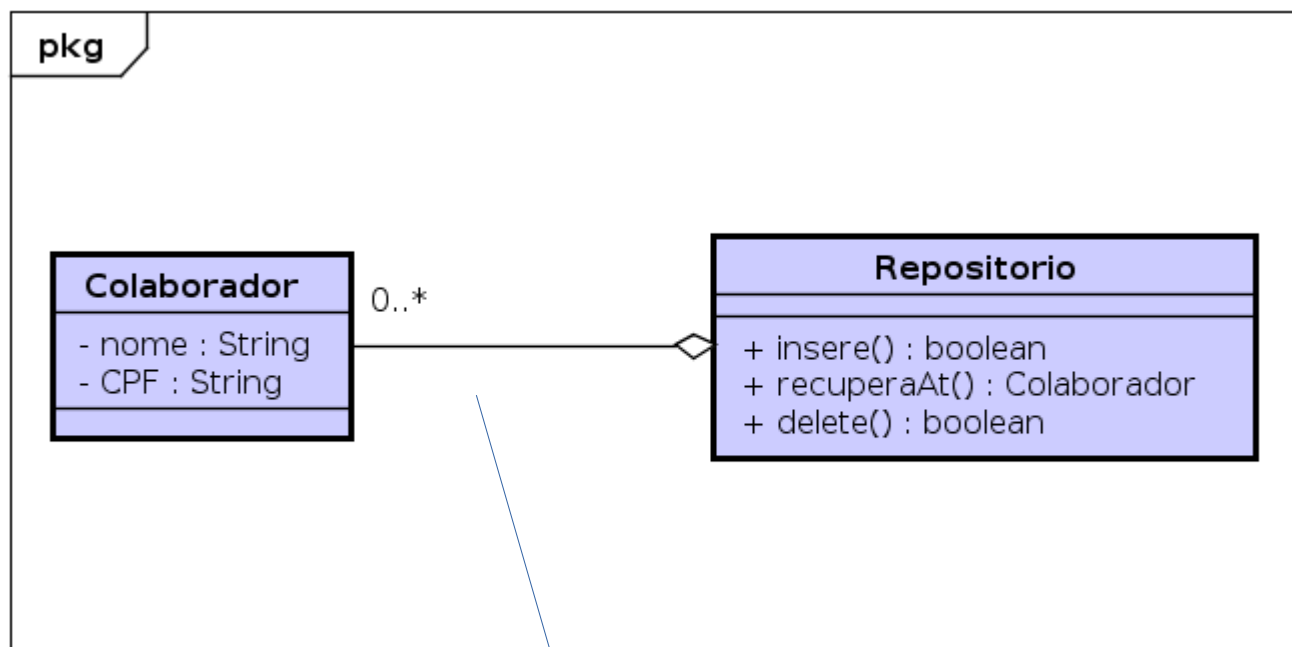 pkg
Colaborador
- nome : String
- CPF : String
0..*
Repositorio
+ insere() : boolean
+ recuperaAt() : Colaborador
+ delete() : boolean